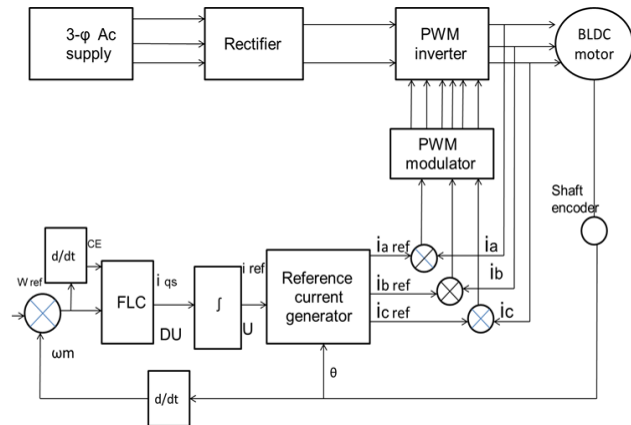 3-φ Ac
supply
Rectifier
PWM
inverter
BLDC
motor
PWM
modulator
Shaft
encoder
d/dt
CE
W ref
FLC
i qs
DU
∫
i ref
U
Reference
current
generator
ia ref
ib ref
ic ref
ia
ib
ic
ωm
d/dt
θ